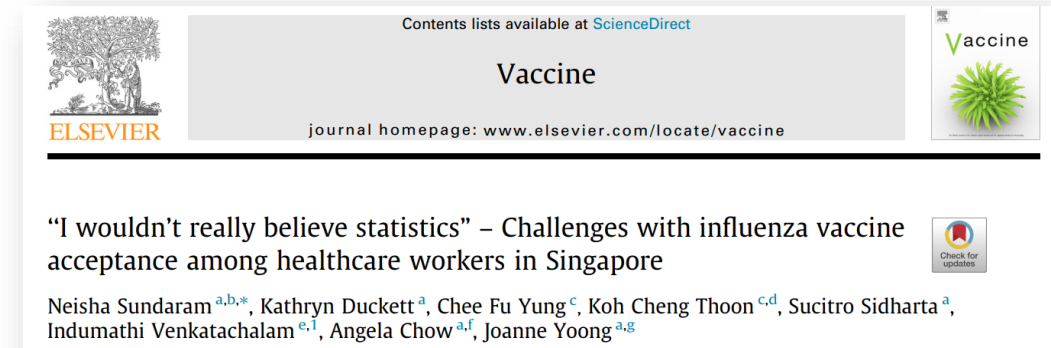 Contents lists available at ScienceDirect
Vaccine
journal homepage: www.elsevier.com/locate/vaccine
ELSEVIER
Vaccine
“I wouldn’t really believe statistics” – Challenges with influenza vaccine
acceptance among healthcare workers in Singapore
Check for
updates
Neisha Sundaram a,b,*, Kathryn Duckett a, Chee Fu Yung c, Koh Cheng Thoon c,d, Sucitro Sidharta a,
Indumathi Venkatachalam e,1, Angela Chow a,f, Joanne Yoong a,g